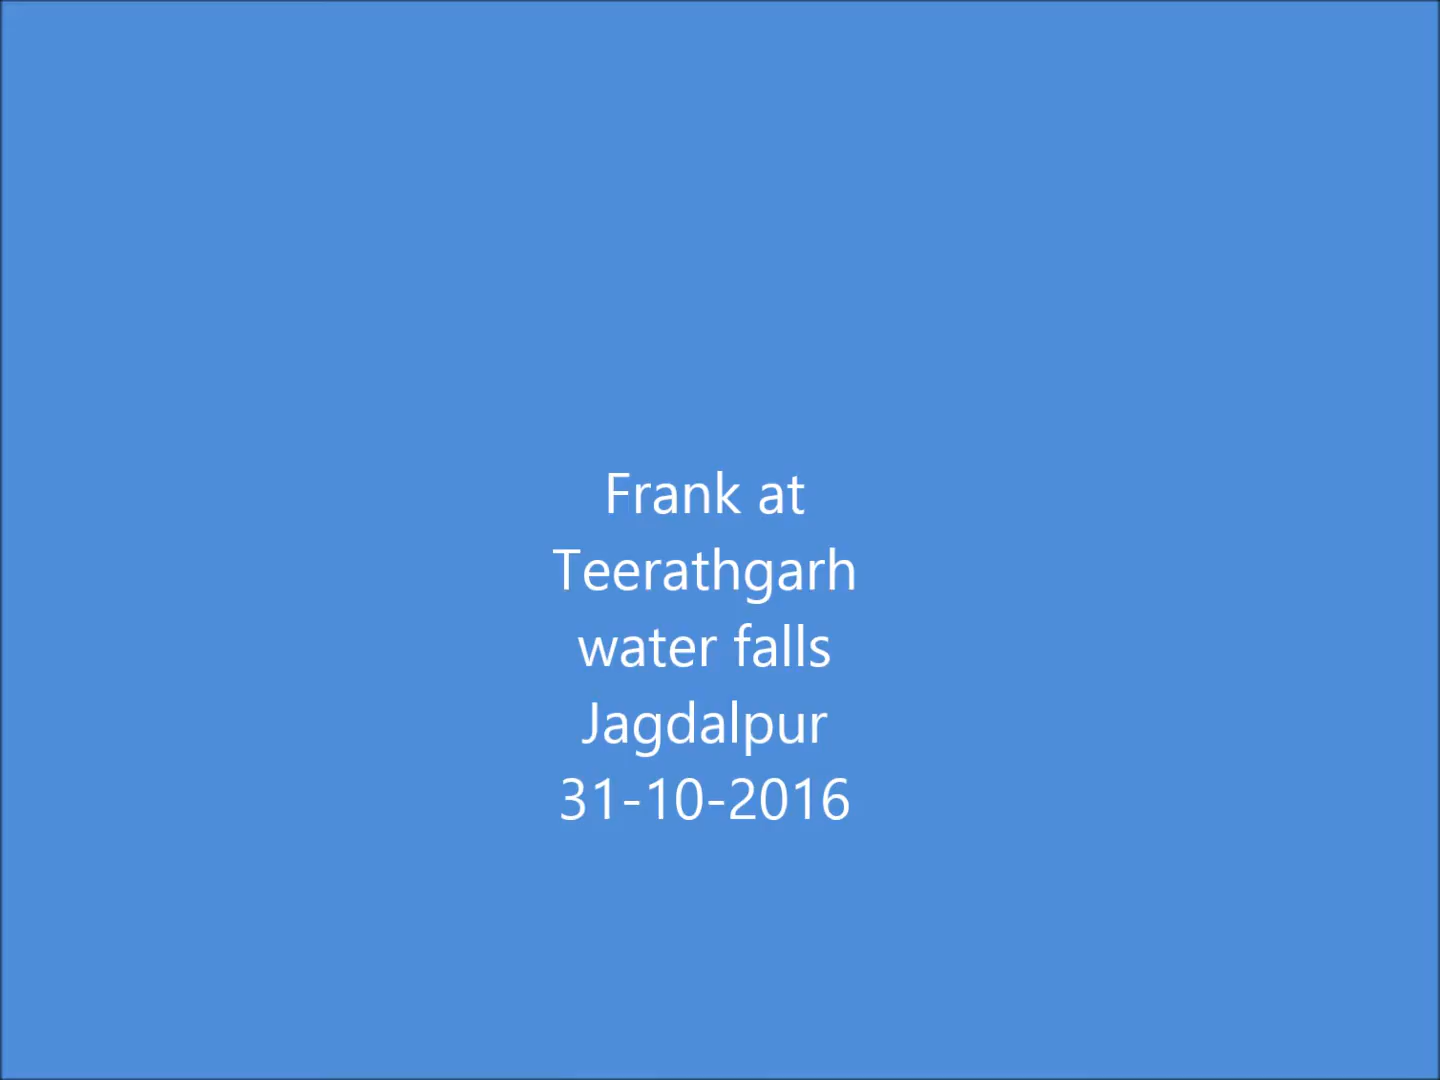 Frank at
Teerathgarh
water falls
Jagdalpur
31-10-2016